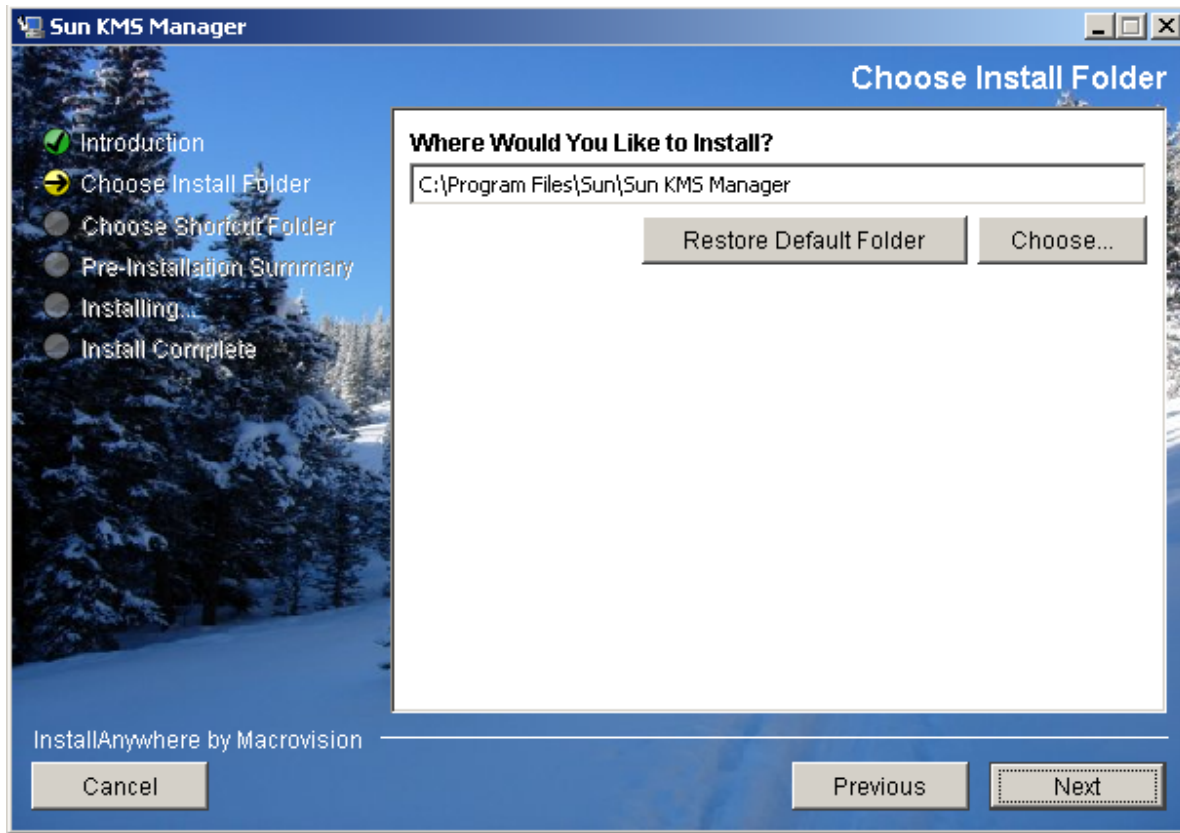 Sun KMS Manager
Choose Install Folder
Introduction
Choose Install Folder
Choose Shortcut Folder
Pre-Installation Summary
Installing...
Install Complete
Where Would You Like to Install?
C:\Program Files\Sun\Sun KMS Manager
Restore Default Folder
Choose...
InstallAnywhere by Macrovision
Cancel
Previous
Next